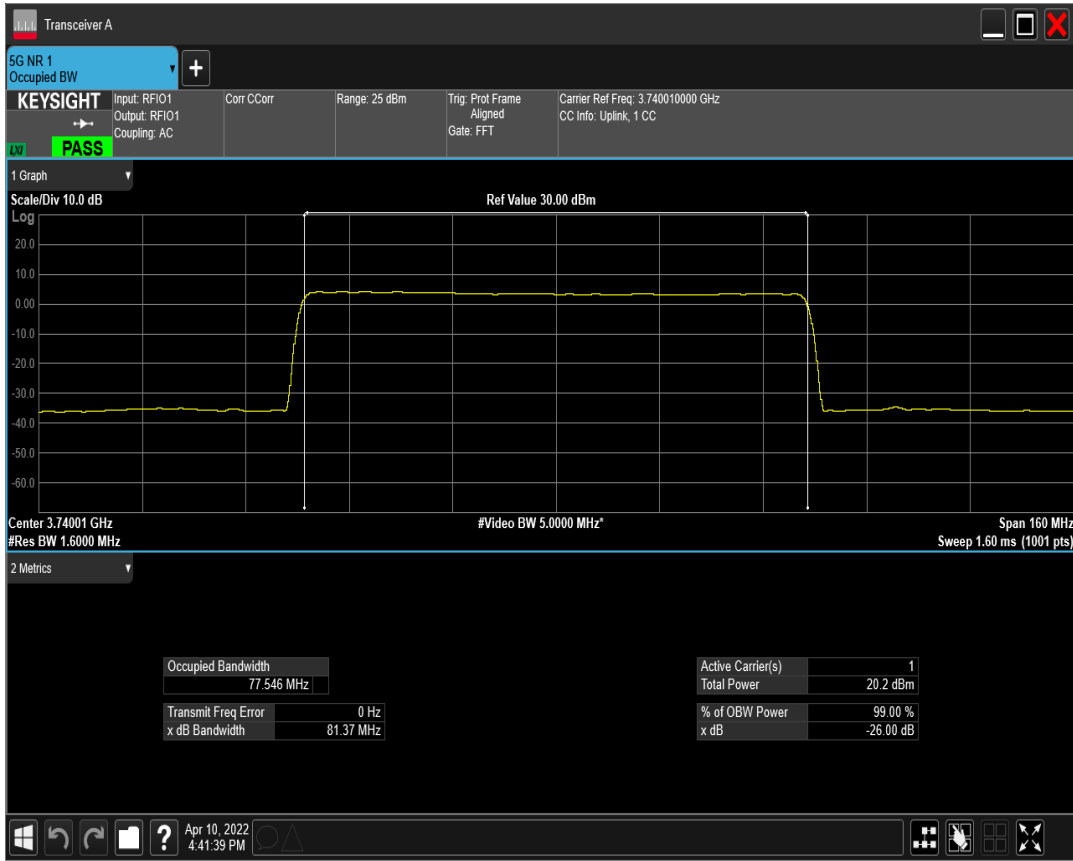 Transceiver A
5G NR 1
Occupied BW
KEYSIGHT
LXI
PASS
Input: RFIO1
Output: RFIO1
Coupling: AC
Corr CCorr
Range: 25 dBm
Trig: Prot Frame
Aligned
Gate: FFT
Carrier Ref Freq: 3.740010000 GHz
CC Info: Uplink, 1 CC
1 Graph
Scale/Div 10.0 dB
Ref Value 30.00 dBm
Log
20.0
10.0
0.00
-10.0
-20.0
-30.0
-40.0
-50.0
-60.0
Center 3.74001 GHz
#Video BW 5.0000 MHz*
Span 160 MHz
#Res BW 1.6000 MHz
Sweep 1.60 ms (1001 pts)
2 Metrics
Occupied Bandwidth
77.546 MHz
Transmit Freq Error 0 Hz
x dB Bandwidth 81.37 MHz
Active Carrier(s) 1
Total Power 20.2 dBm
% of OBW Power 99.00 %
x dB -26.00 dB
Apr 10, 2022
4:41:39 PM